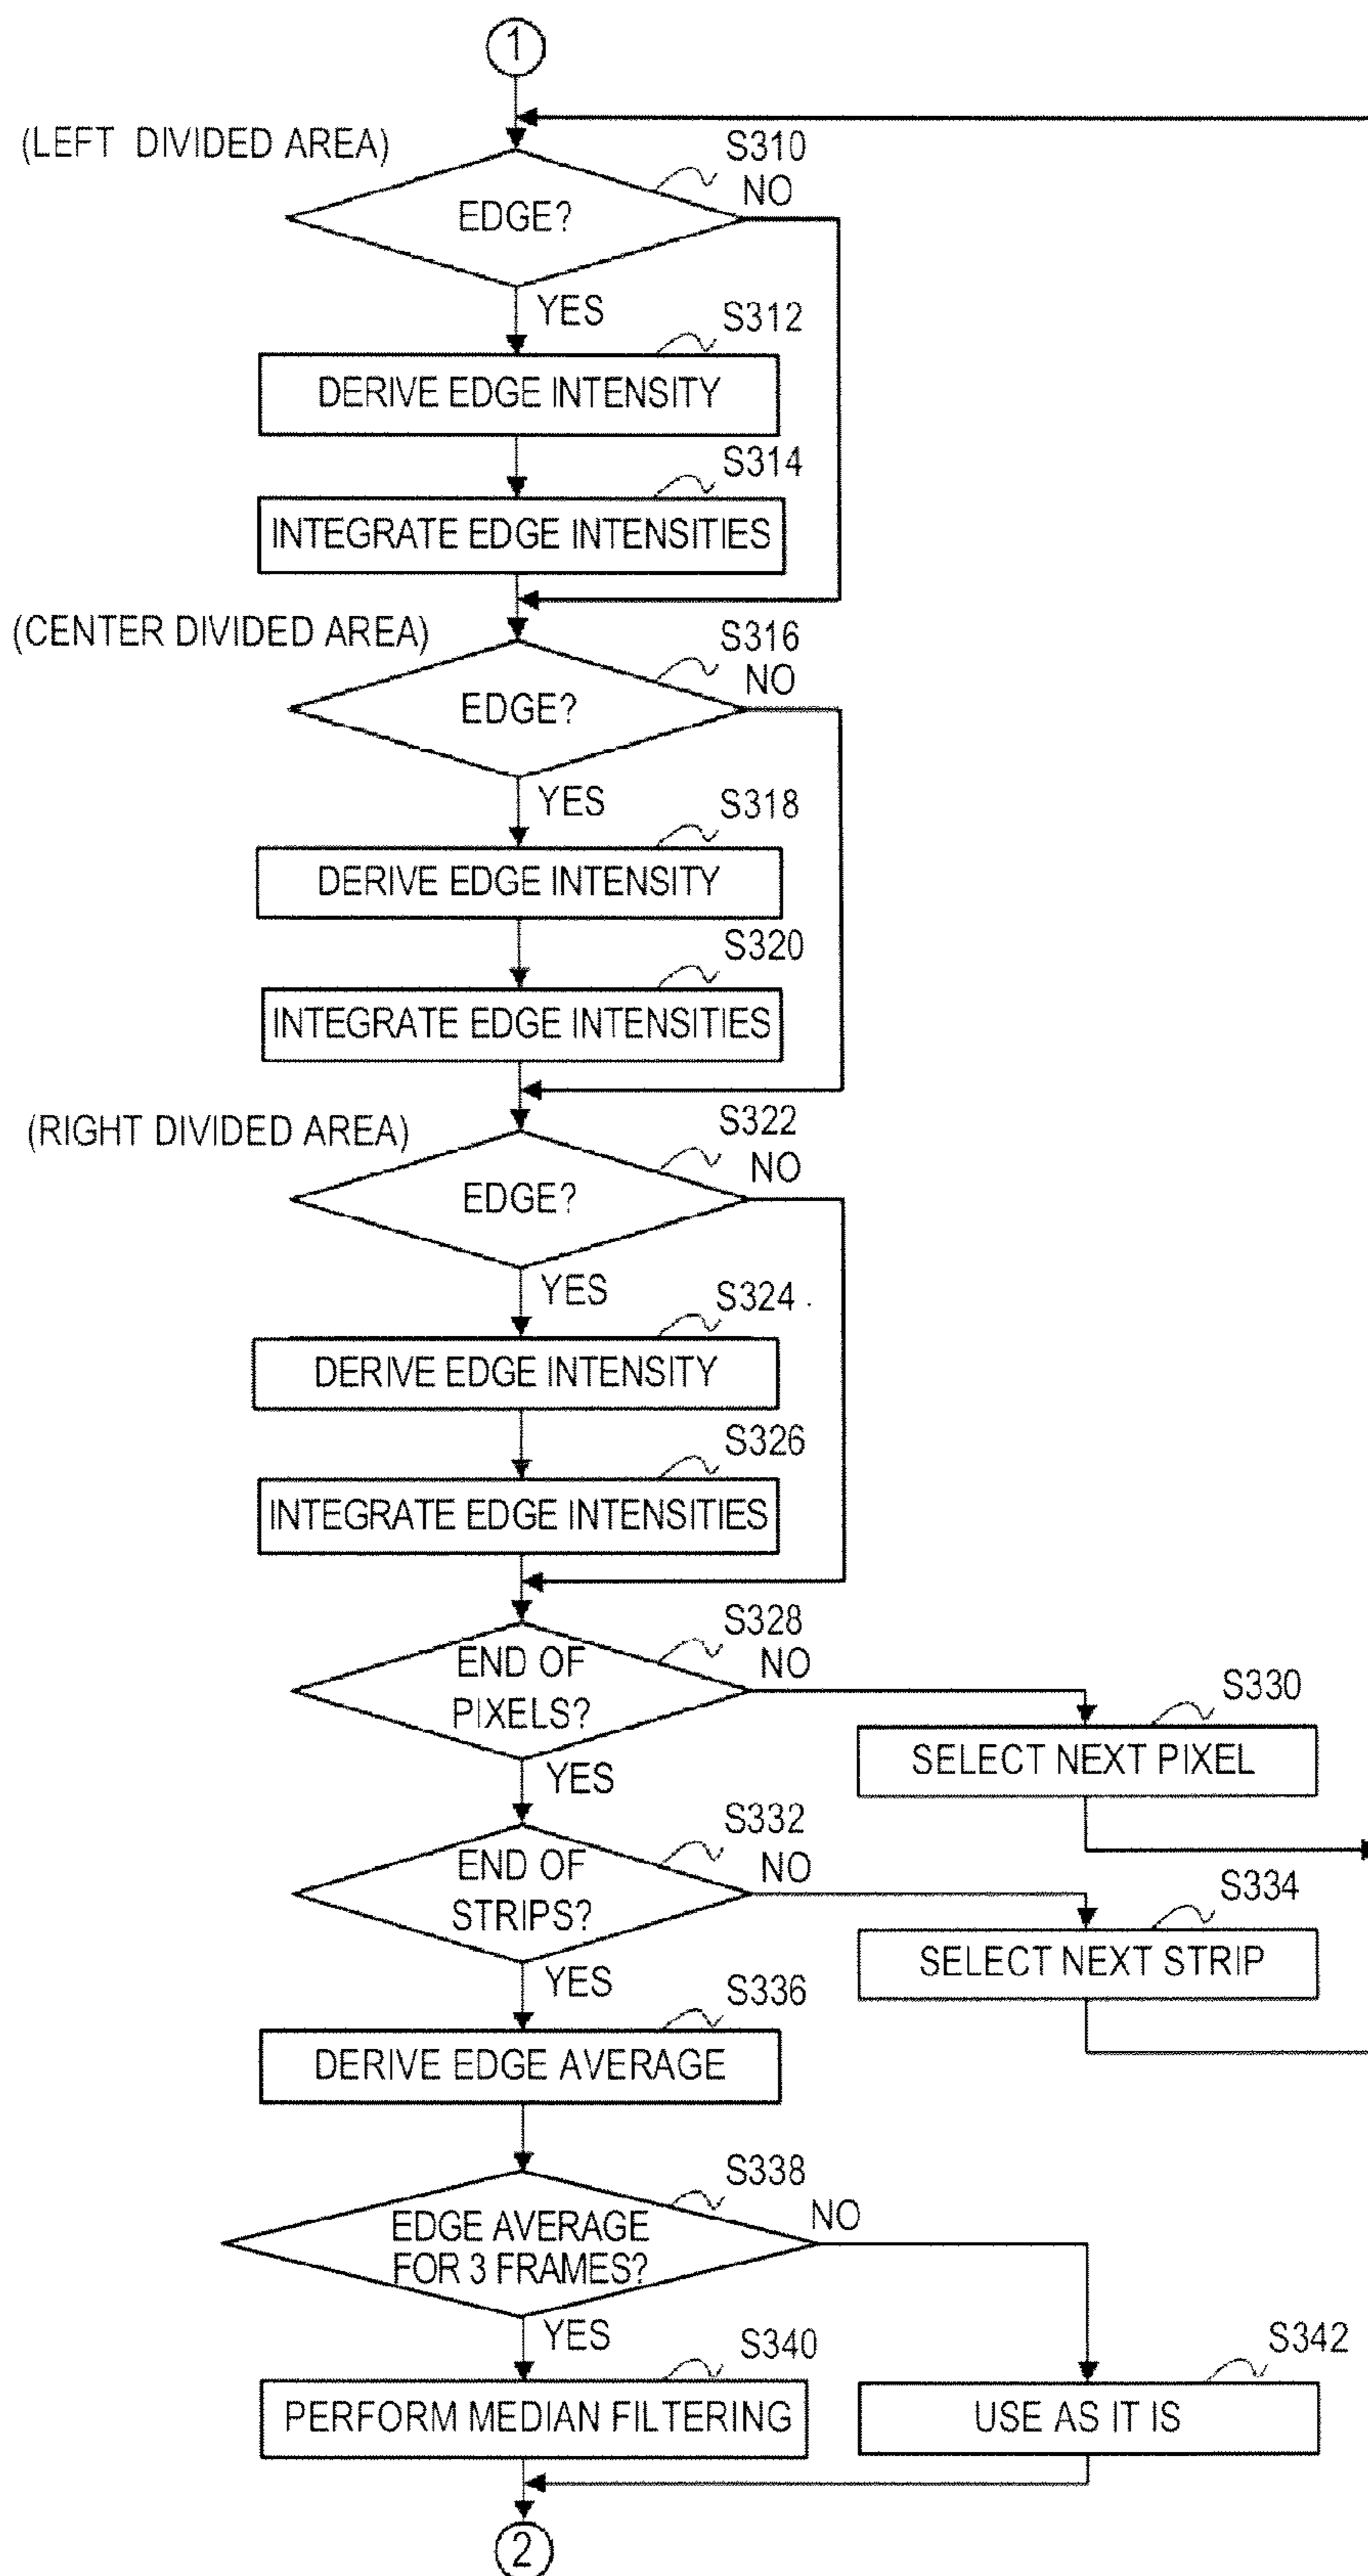 1
(LEFT DIVIDED AREA)
S310
NO
EDGE?
YES
S312
DERIVE EDGE INTENSITY
S314
INTEGRATE EDGE INTENSITIES
(CENTER DIVIDED AREA)
S316
NO
EDGE?
YES
S318
DERIVE EDGE INTENSITY
S320
INTEGRATE EDGE INTENSITIES
(RIGHT DIVIDED AREA)
S322
NO
EDGE?
YES
S324
DERIVE EDGE INTENSITY
S326
INTEGRATE EDGE INTENSITIES
S328
END OF
PIXELS?
NO
YES
S330
SELECT NEXT PIXEL
S332
END OF
STRIPS?
NO
YES
S334
SELECT NEXT STRIP
S336
DERIVE EDGE AVERAGE
S338
EDGE AVERAGE
FOR 3 FRAMES?
NO
YES
S340
PERFORM MEDIAN FILTERING
S342
USE AS IT IS
2